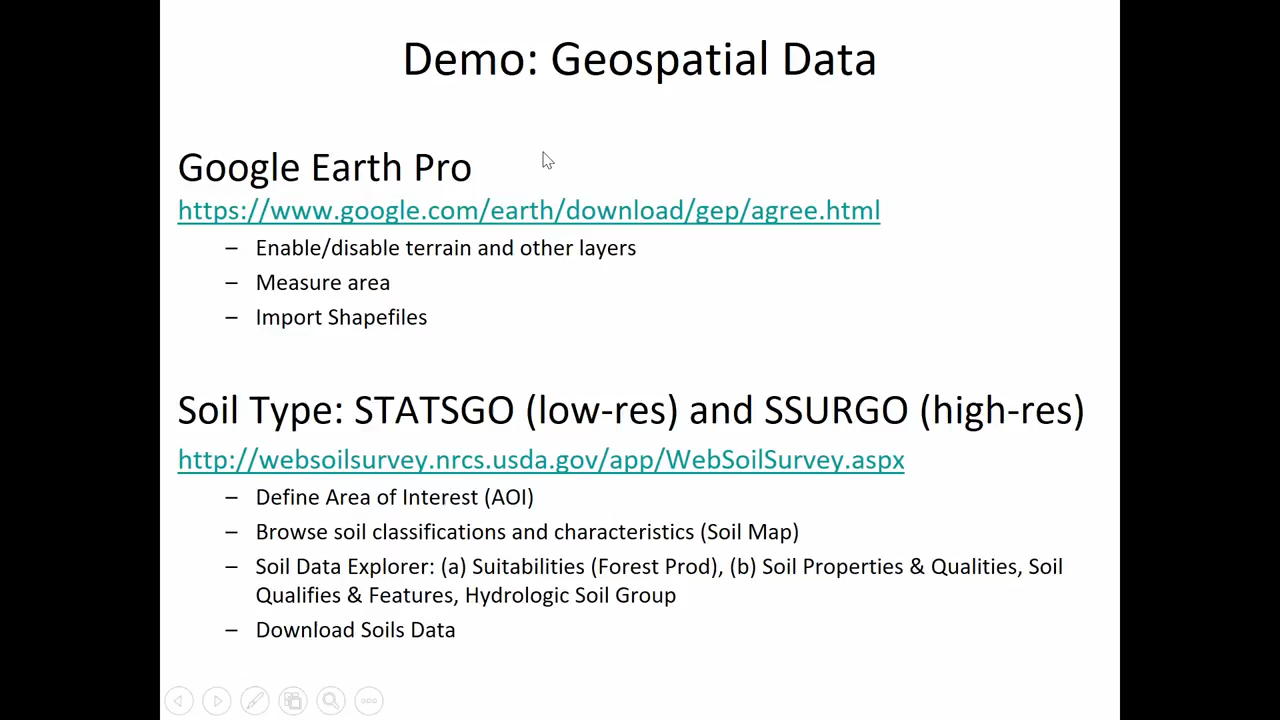 Demo: Geospatial Data
Google Earth Pro
https://www.google.com/earth/download/gep/agree.html
– Enable/disable terrain and other layers
– Measure area
– Import Shapefiles
Soil Type: STATSGO (low-res) and SSURGO (high-res)
http://websoilsurvey.nrcs.usda.gov/app/WebSoilSurvey.aspx
– Define Area of Interest (AOI)
– Browse soil classifications and characteristics (Soil Map)
– Soil Data Explorer: (a) Suitabilities (Forest Prod), (b) Soil Properties & Qualities, Soil
Qualifies & Features, Hydrologic Soil Group
– Download Soils Data